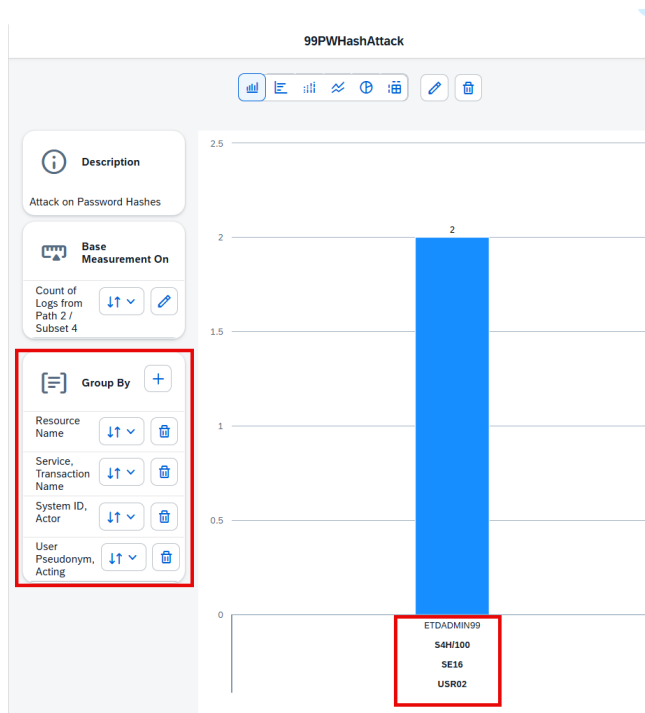 99PWHashAttack
Description
Attack on Password Hashes
Base
Measurement On
Count of
Logs from
Path 2 /
Subset 4
Group By
Resource
Name
Service,
Transaction
Name
System ID,
Actor
User
Pseudonym,
Acting
2.5
2
1.5
1
0.5
0
2
ETDADMIN99
S4H/100
SE16
USR02